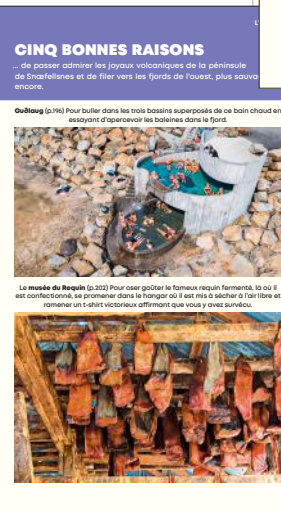 L'
CINQ BONNES RAISONS
... de passer admirer les joyaux volcaniques de la péninsule
de Snæfellsnes et de filer vers les fjords de l'ouest, plus
encore.
Guðlaug (p.196) Pour buller dans les trois bassins superposés de ce bain chaud en
essayant d'apercevoir les baleines dans le fjord.
Le musée du Requin (p.202) Pour oser goûter le fameux requin fermenté, là où il
est confectionné, se promener dans le hangar où il est mis à sécher à l'air libre et
ramener un t-shirt victorieux affirmant que vous y avez survécu.